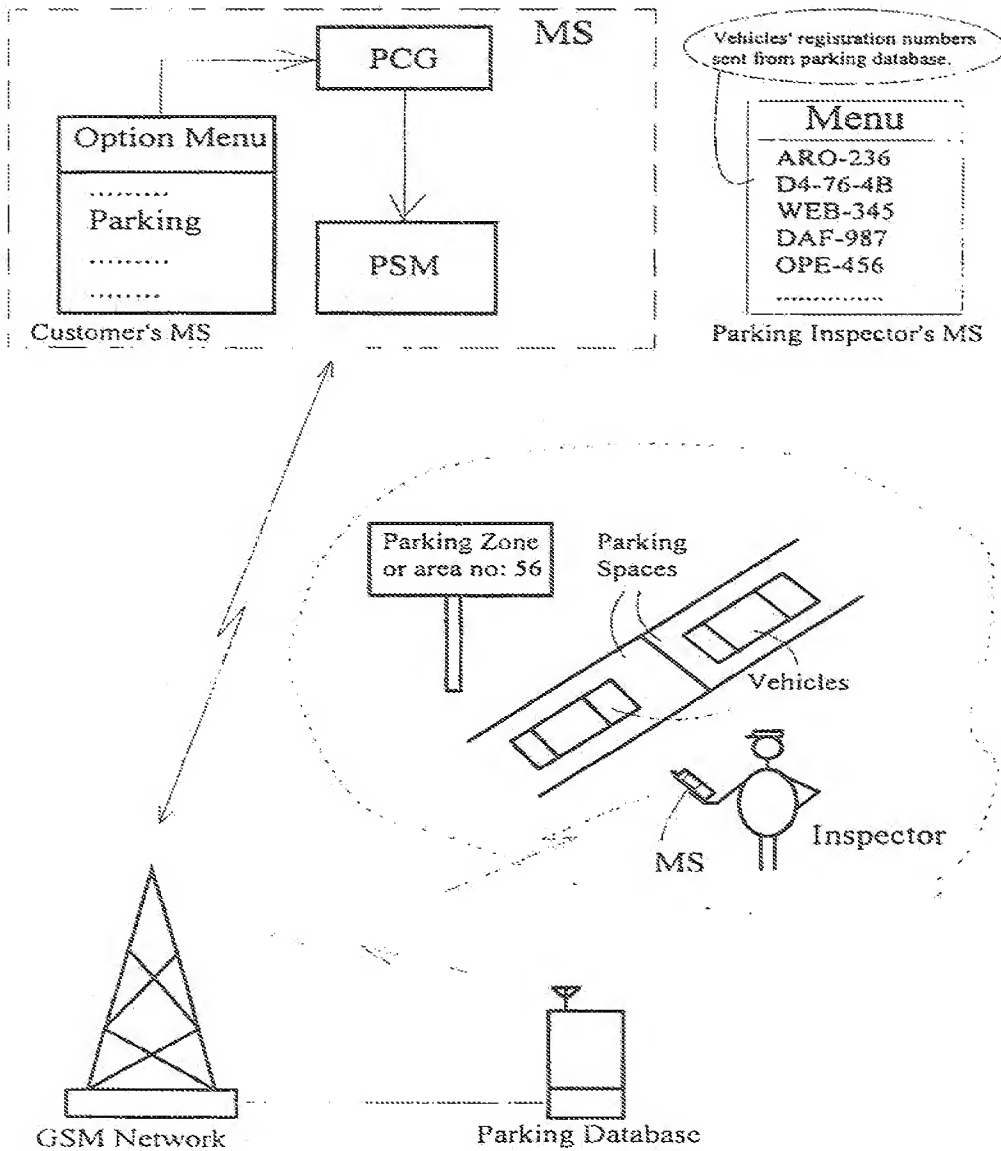 MS
PCG
Option Menu
.........
Parking
.........
.........
PSM
Customer's MS
Vehicles' registration numbers
sent from parking database.
Menu
ARO-236
D4-76-4B
WEB-345
DAF-987
OPE-456
..............
Parking Inspector's MS
Parking Zone
or area no: 56
Parking
Spaces
Vehicles
MS
Inspector
GSM Network
Parking Database